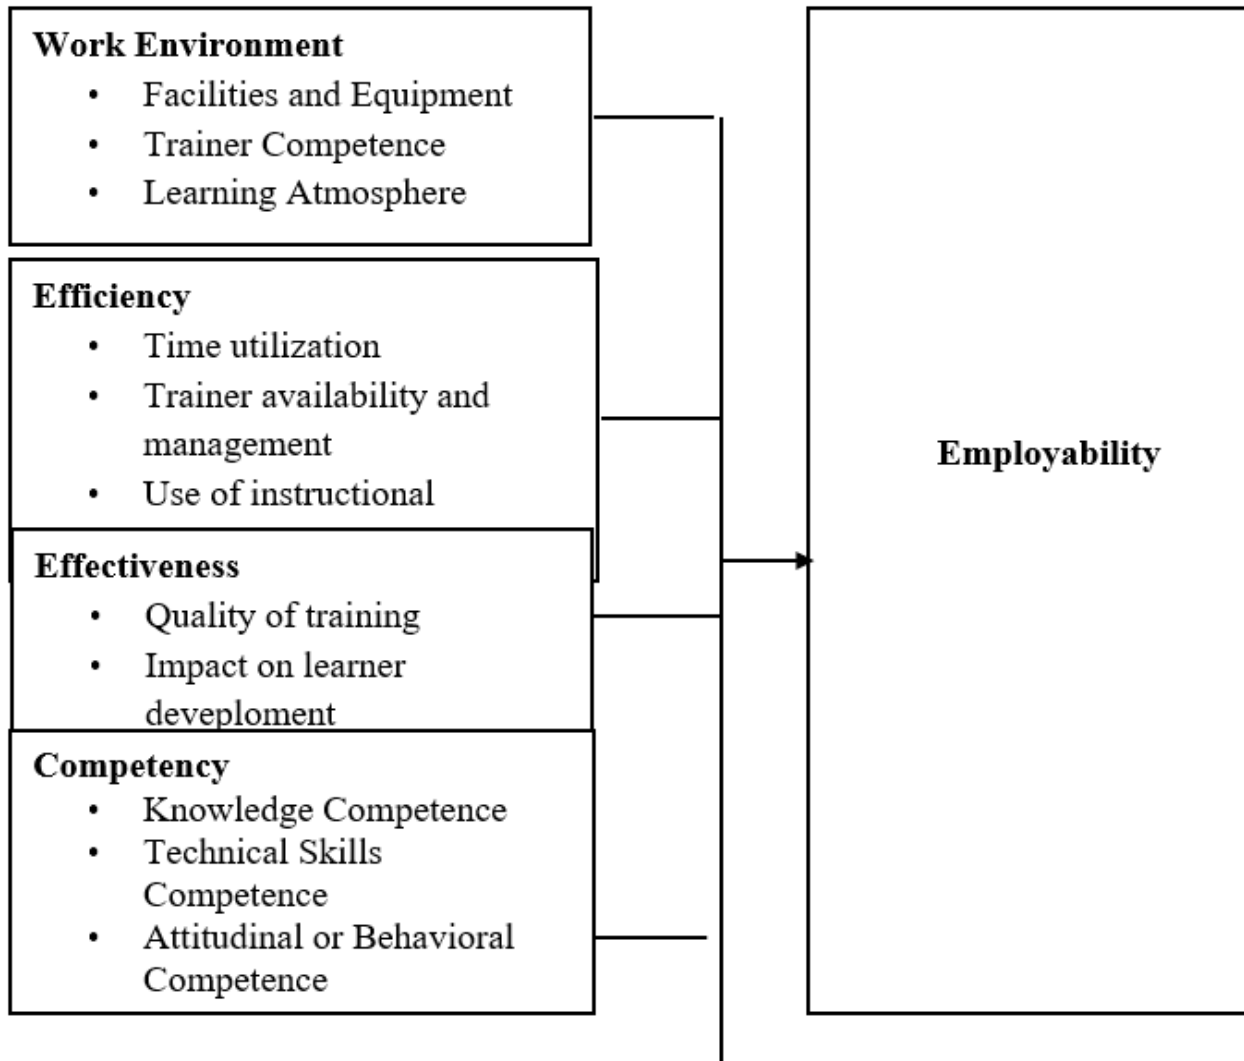 Work Environment
• Facilities and Equipment
• Trainer Competence
• Learning Atmosphere
Efficiency
• Time utilization
• Trainer availability and
management
• Use of instructional
Effectiveness
• Quality of training
• Impact on learner
deveploment
Competency
• Knowledge Competence
• Technical Skills
Competence
• Attitudinal or Behavioral
Competence
Employability